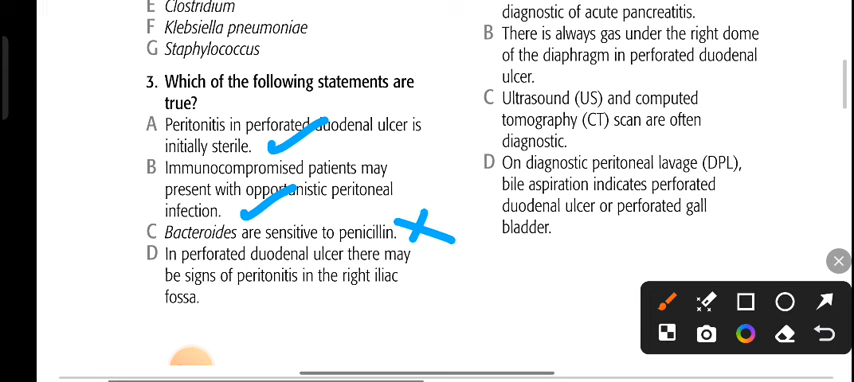 E Clostridium
F Klebsiella pneumoniae
G Staphylococcus
3. Which of the following statements are
true?
A Peritonitis in perforated duodenal ulcer is
initially sterile.
B Immunocompromised patients may
present with opportunistic peritoneal
infection.
C Bacteroides are sensitive to penicillin.
D In perforated duodenal ulcer there may
be signs of peritonitis in the right iliac
fossa.
diagnostic of acute pancreatitis.
B There is always gas under the right dome
of the diaphragm in perforated duodenal
ulcer.
C Ultrasound (US) and computed
tomography (CT) scan are often
diagnostic.
D On diagnostic peritoneal lavage (DPL),
bile aspiration indicates perforated
duodenal ulcer or perforated gall
bladder.